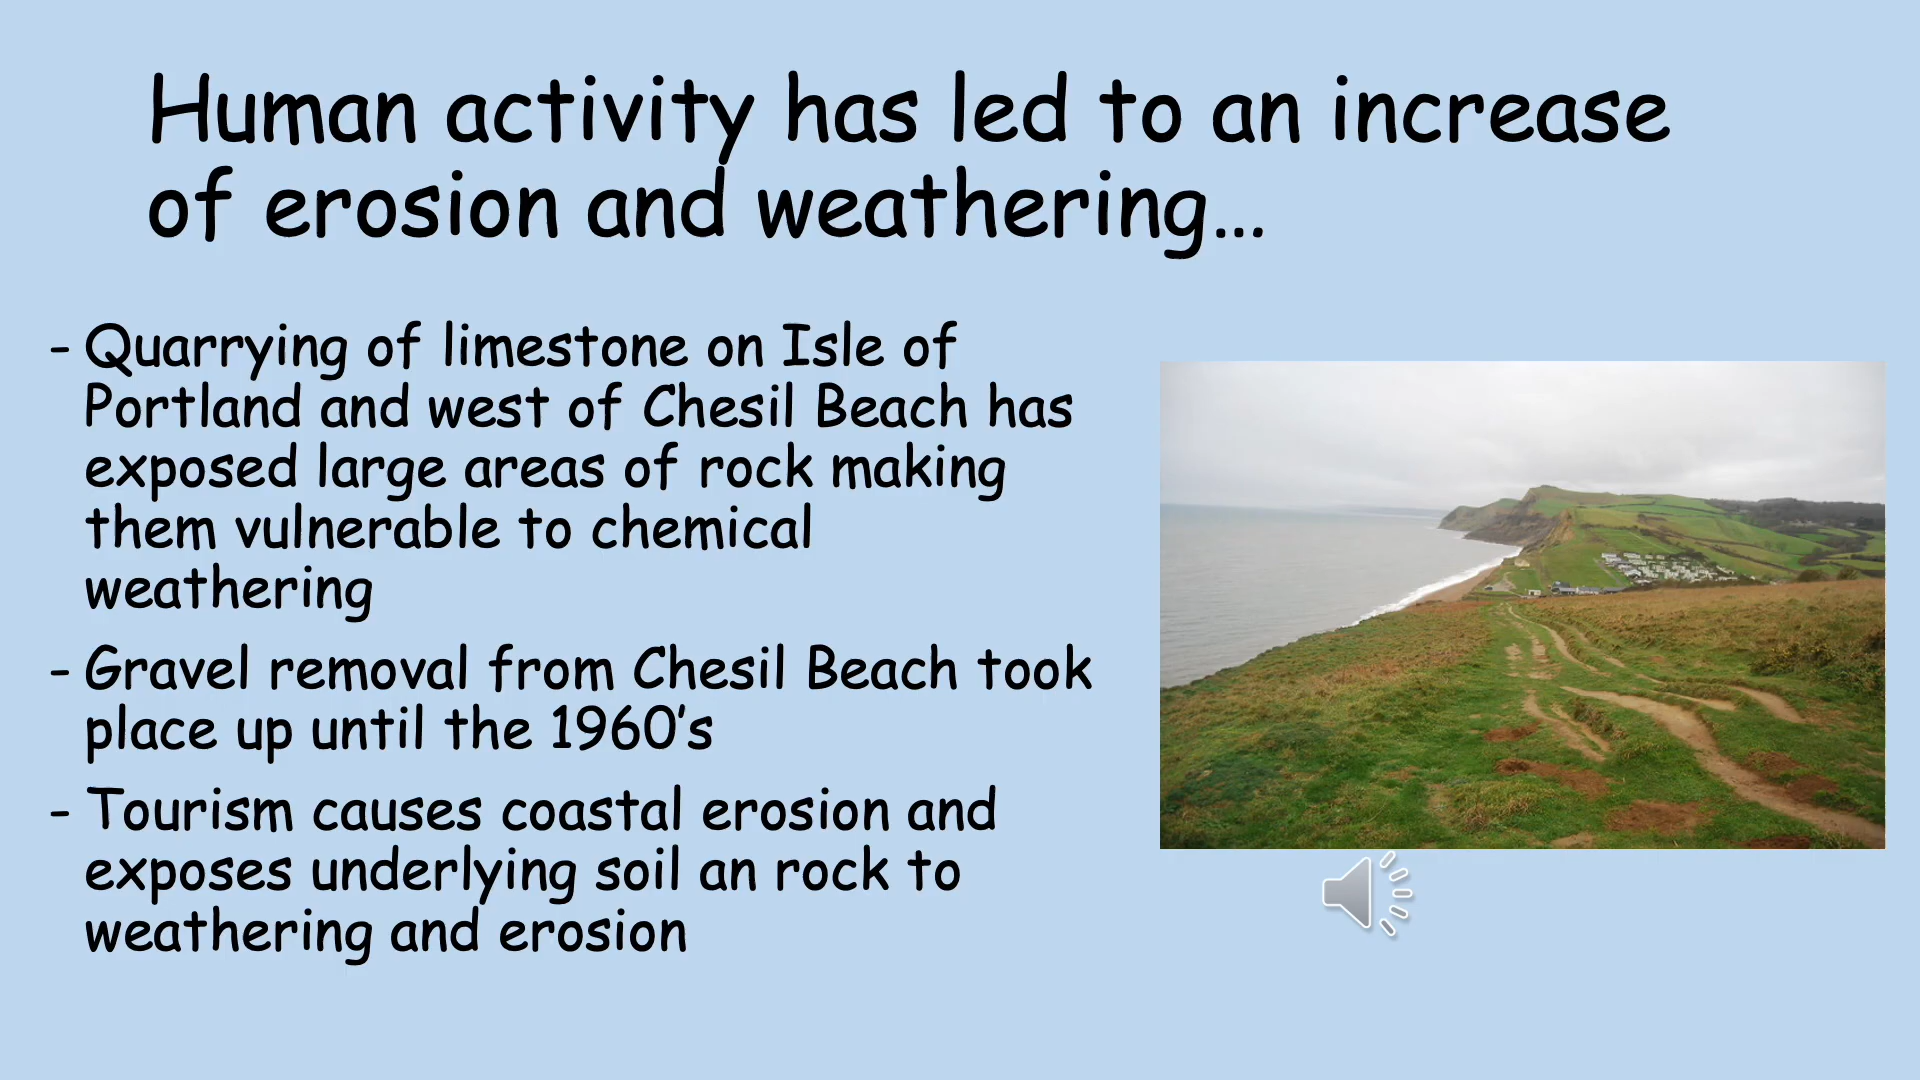 Human activity has led to an increase
of erosion and weathering...
- Quarrying of limestone on Isle of
Portland and west of Chesil Beach has
exposed large areas of rock making
them vulnerable to chemical
weathering
- Gravel removal from Chesil Beach took
place up until the 1960's
- Tourism causes coastal erosion and
exposes underlying soil an rock to
weathering and erosion